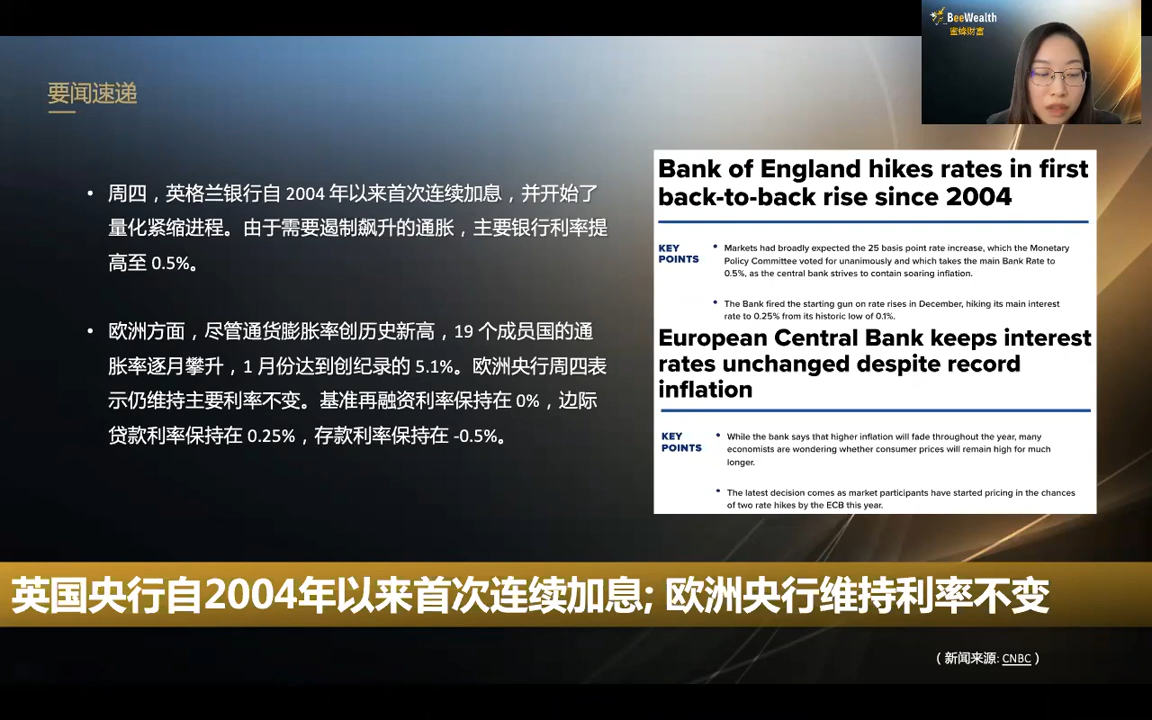 BeeWealth
蜜蜂财富
要闻速递
• 周四，英格兰银行自 2004 年以来首次连续加息，并开始了
量化紧缩进程。由于需要遏制飙升的通胀，主要银行利率提
高至 0.5%。
• 欧洲方面，尽管通货膨胀率创历史新高，19 个成员国的通
胀率逐月攀升，1 月份达到创纪录的 5.1%。欧洲央行周四表
示仍维持主要利率不变。基准再融资利率保持在 0%，边际
贷款利率保持在 0.25%，存款利率保持在 -0.5%。
Bank of England hikes rates in first
back-to-back rise since 2004
KEY
POINTS
• Markets had broadly expected the 25 basis point rate increase, which the Monetary
Policy Committee voted for unanimously and which takes the main Bank Rate to
0.5%, as the central bank strives to contain soaring inflation.
• The Bank fired the starting gun on rate rises in December, hiking its main interest
rate to 0.25% from its historic low of 0.1%.
European Central Bank keeps interest
rates unchanged despite record
inflation
KEY
POINTS
• While the bank says that higher inflation will fade throughout the year, many
economists are wondering whether consumer prices will remain high for much
longer.
• The latest decision comes as market participants have started pricing in the chances
of two rate hikes by the ECB this year.
英国央行自2004年以来首次连续加息; 欧洲央行维持利率不变
（新闻来源: CNBC）